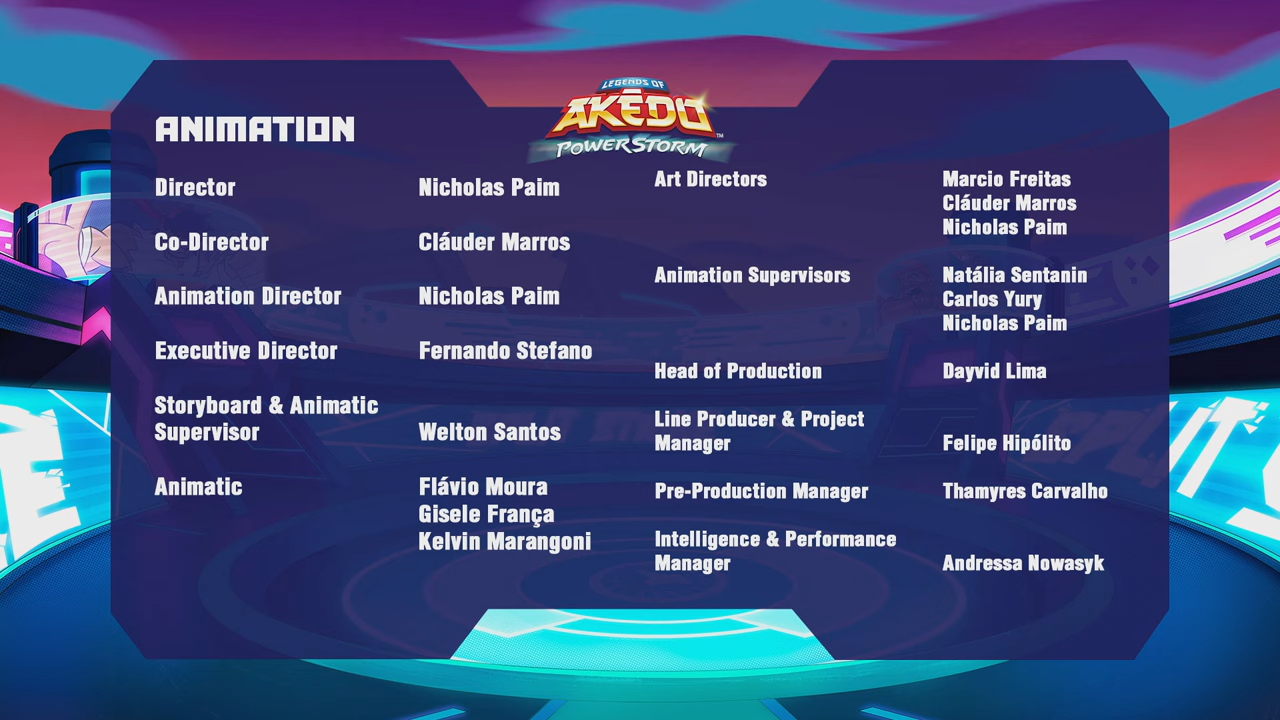 LEGENDS OF
AKEDO
POWERSTORM
TM
ANIMATION
Director Nicholas Paim
Co-Director Cláuder Marros
Animation Director Nicholas Paim
Executive Director Fernando Stefano
Storyboard & Animatic
Supervisor Welton Santos
Animatic Flávio Moura
Gisele França
Kelvin Marangoni
Art Directors Marcio Freitas
Cláuder Marros
Nicholas Paim
Animation Supervisors Natália Sentanin
Carlos Yury
Nicholas Paim
Head of Production Dayvid Lima
Line Producer & Project
Manager Felipe Hipólito
Pre-Production Manager Thamyres Carvalho
Intelligence & Performance
Manager Andressa Nowasyk